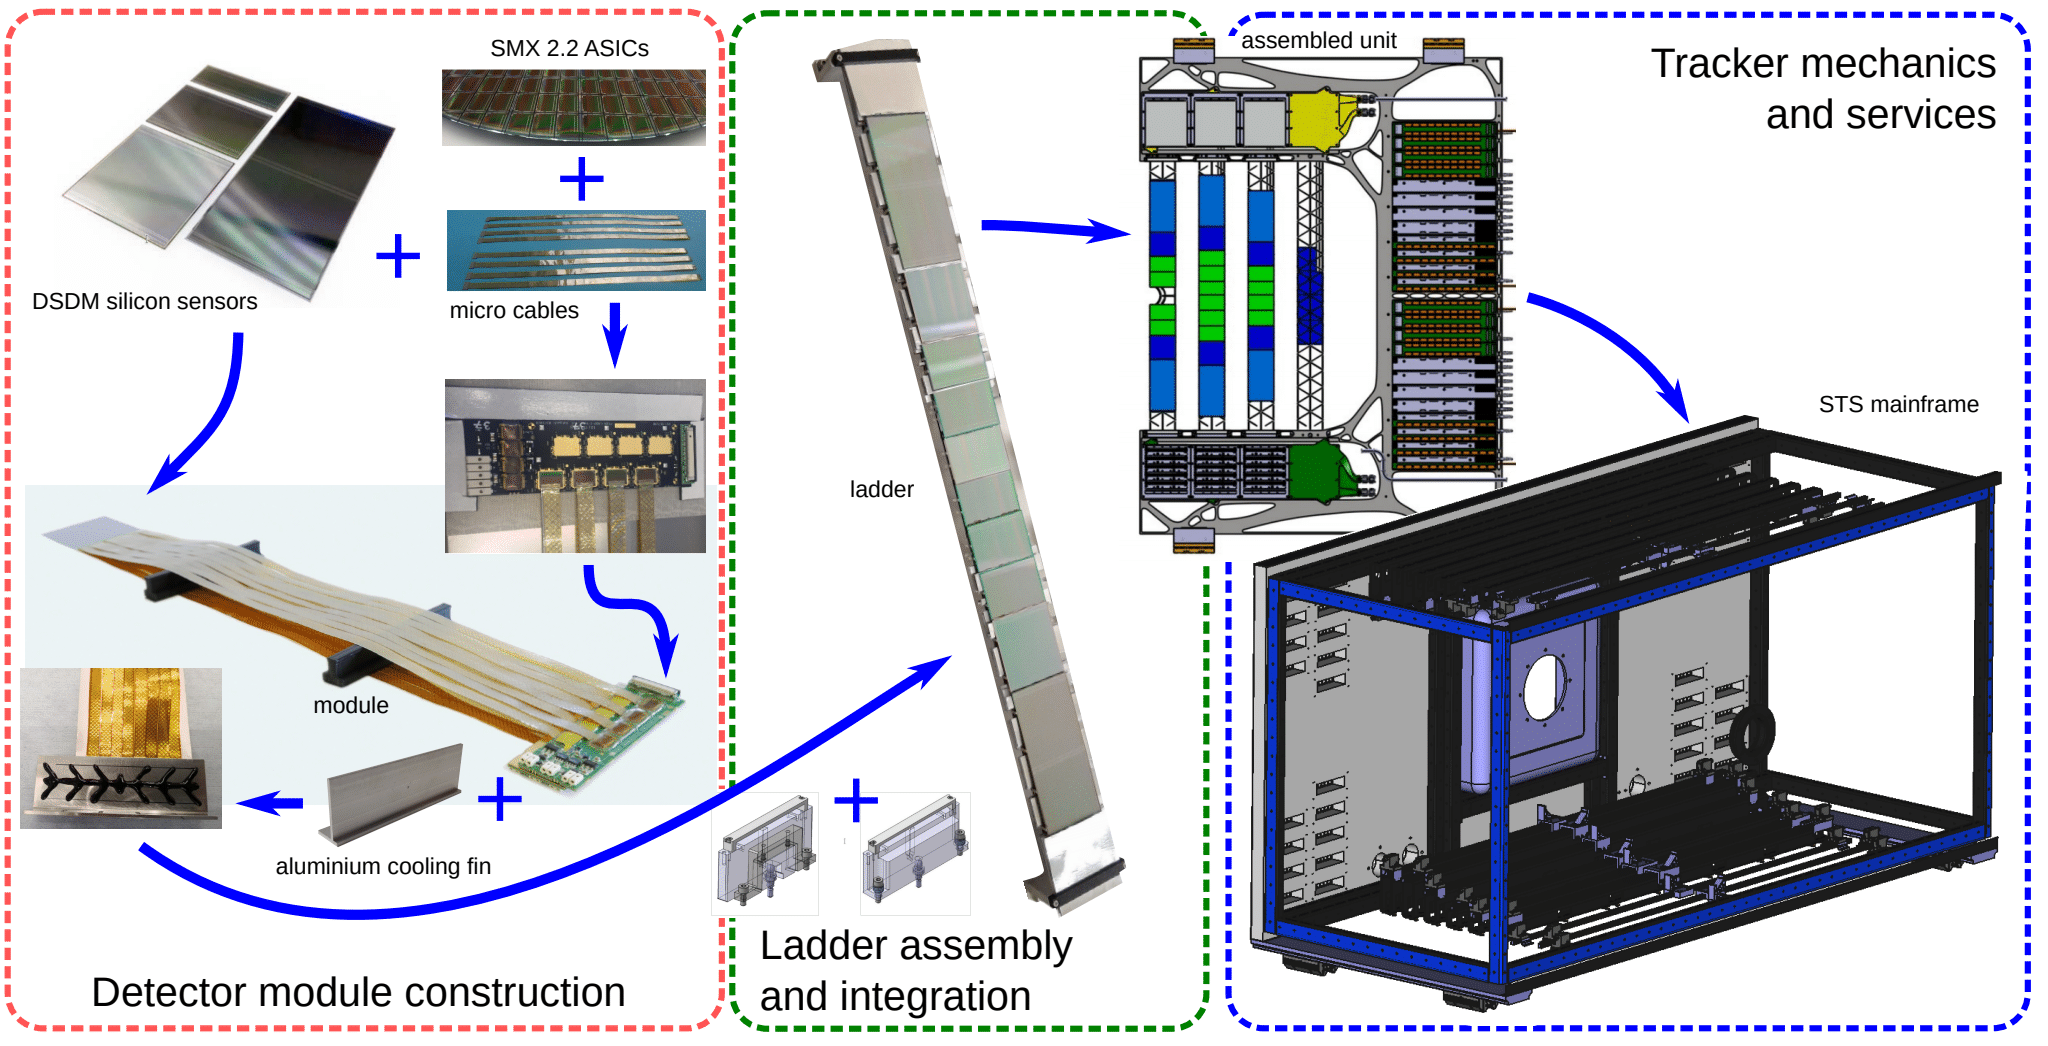 SMX 2.2 ASICs
DSDM silicon sensors
micro cables
module
aluminium cooling fin
Detector module construction
ladder
Ladder assembly
and integration
assembled unit
Tracker mechanics
and services
STS mainframe